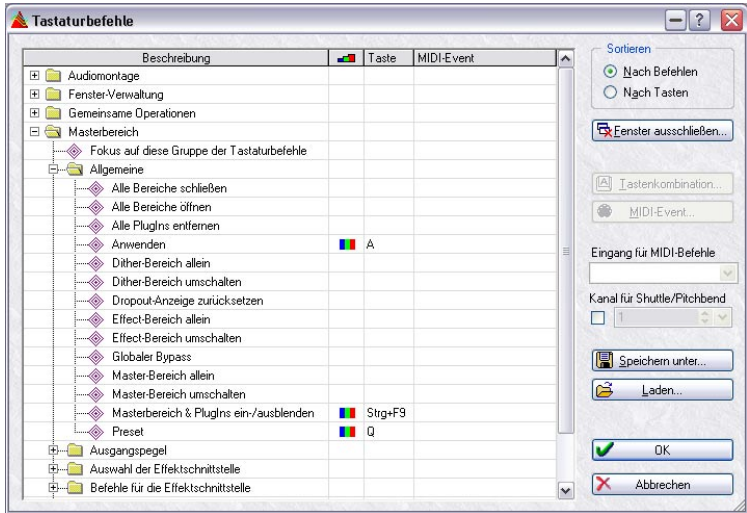 Tastaturbefehle
?
Beschreibung Taste MIDI-Event
Audiomontage
Fenster-Verwaltung
Gemeinsame Operationen
Masterbereich
Fokus auf diese Gruppe der Tastaturbefehle
Allgemeine
Alle Bereiche schließen
Alle Bereiche öffnen
Alle PlugIns entfernen
Anwenden A
Dither-Bereich allein
Dither-Bereich umschalten
Dropout-Anzeige zurücksetzen
Effect-Bereich allein
Effect-Bereich umschalten
Globaler Bypass
Master-Bereich allein
Master-Bereich umschalten
Masterbereich & PlugIns ein-/ausblenden Strg+F9
Preset Q
Ausgangspegel
Auswahl der Effektschnittstelle
Befehle für die Effektschnittstelle
Sortieren
Nach Befehlen
Nach Tasten
Fenster ausschließen...
A Tastenkombination...
MIDI-Event...
Eingang für MIDI-Befehle
Kanal für Shuttle/Pitchbend
1
Speichern unter...
Laden...
OK
Abbrechen